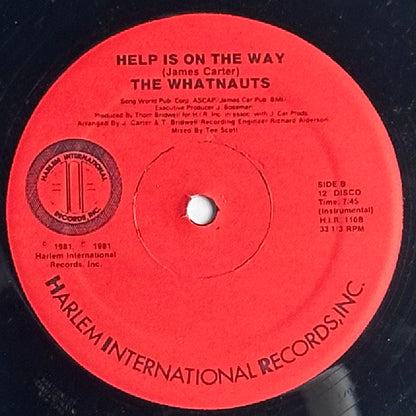 HELP IS ON THE WAY
(James Carter)
THE WHATNAUTS
Song World Pub. Corp. ASCAP/James Car Pub. BMI
Executive Producer J. Boseman
Produced by Thom Bridwell for H.I.R. Inc. in assoc. with J. Car Prods.
Arranged By J. Carter & T. Bridwell Recording Engineer Richard Alderson
Mixed By Tee Scott
HARLEM INTERNATIONAL
RECORDS, INC.
SIDE B
12" DISCO
Time: 7:45
(Instrumental)
H.I.R. 110B
33 1/3 RPM
© 1981, ℗ 1981
Harlem International
Records, Inc.
HARLEM INTERNATIONAL RECORDS, INC.